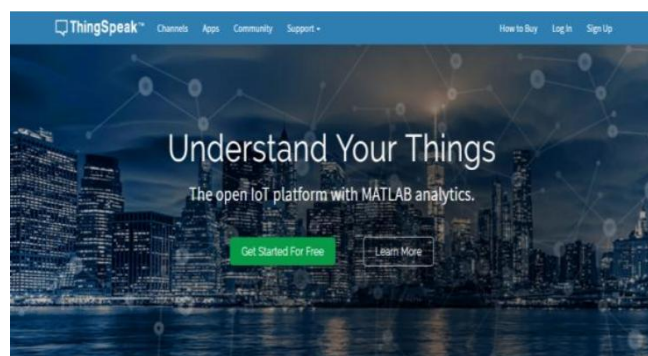 ThingSpeak™ Channels Apps Community Support How to Buy Log In Sign Up
Understand Your Things
The open IoT platform with MATLAB analytics.
Get Started For Free Learn More